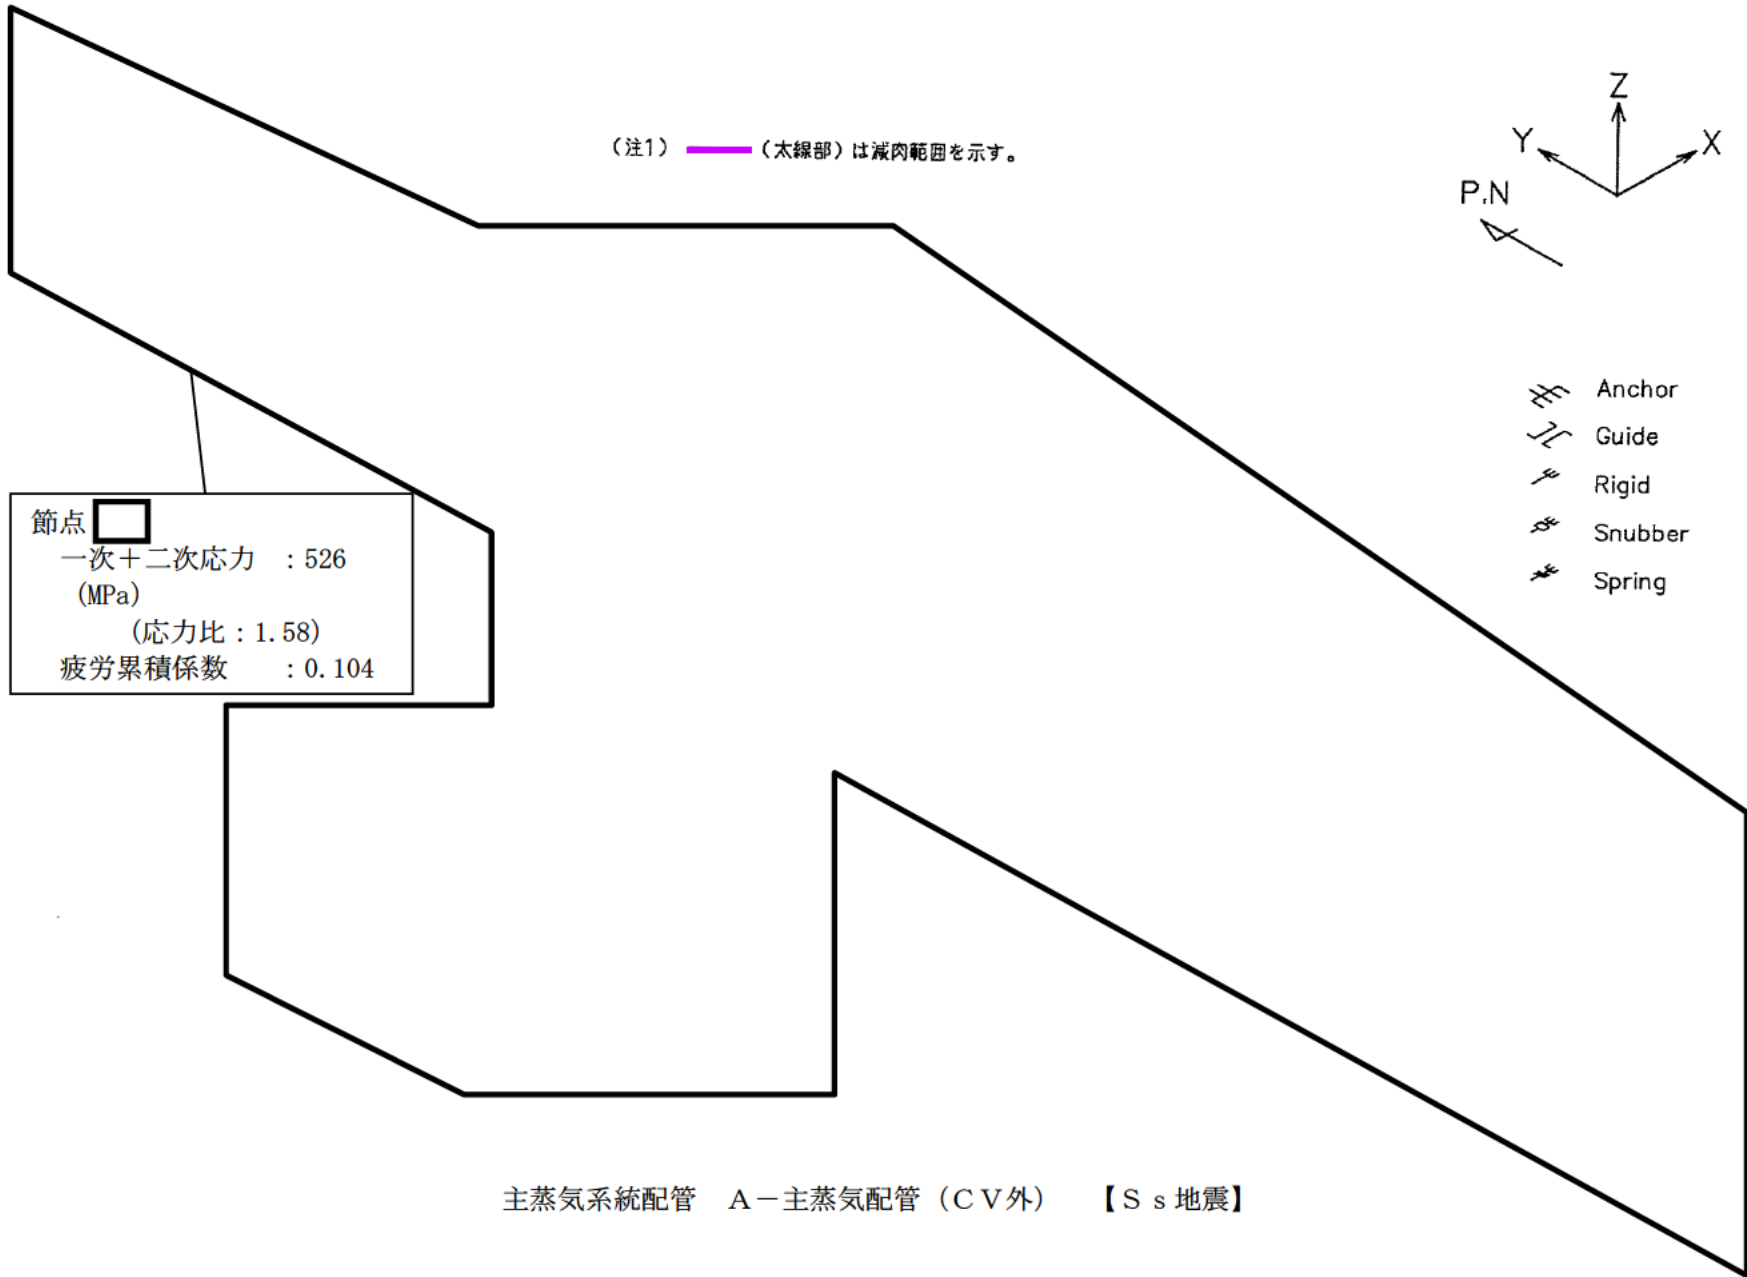 (注1) (太線部)は減肉範囲を示す。
Z
Y
X
P.N
Anchor
Guide
Rigid
Snubber
Spring
節点
一次+二次応力 :526
(MPa)
(応力比:1.58)
疲労累積係数 :0.104
主蒸気系統配管 A-主蒸気配管(CV外) 【Ss地震】